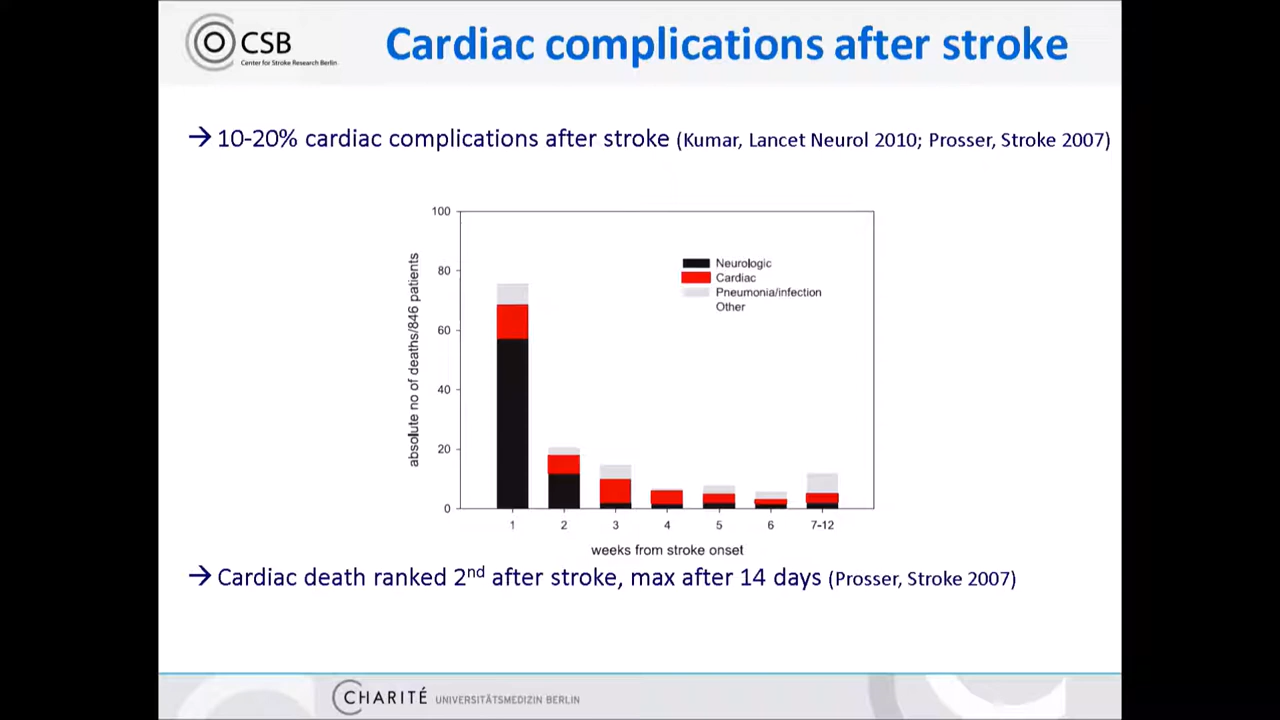 CSB
Center for Stroke Research Berlin
Cardiac complications after stroke
→ 10-20% cardiac complications after stroke (Kumar, Lancet Neurol 2010; Prosser, Stroke 2007)
absolute no of deaths/846 patients
100
80
60
40
20
0
Neurologic
Cardiac
Pneumonia/infection
Other
1 2 3 4 5 6 7-12
weeks from stroke onset
→ Cardiac death ranked 2nd after stroke, max after 14 days (Prosser, Stroke 2007)
CHARITÉ UNIVERSITÄTSMEDIZIN BERLIN